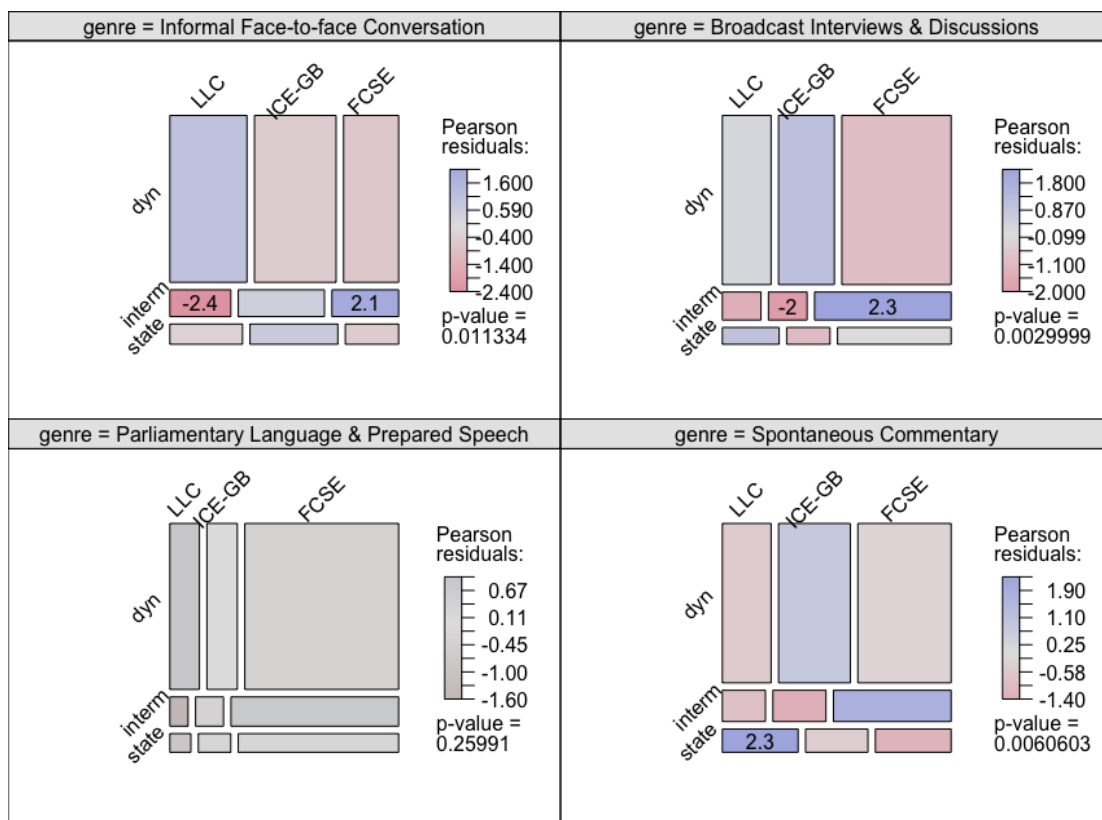 genre = Informal Face-to-face Conversation
LLC
ICE-GB
FCSE
dyn
interm
state
-2.4
2.1
Pearson
residuals:
1.600
0.590
-0.400
-1.400
-2.400
p-value =
0.011334
genre = Broadcast Interviews & Discussions
LLC
ICE-GB
FCSE
dyn
interm
state
-2
2.3
Pearson
residuals:
1.800
0.870
-0.099
-1.100
-2.000
p-value =
0.0029999
genre = Parliamentary Language & Prepared Speech
LLC
ICE-GB
FCSE
dyn
interm
state
Pearson
residuals:
0.67
0.11
-0.45
-1.00
-1.60
p-value =
0.25991
genre = Spontaneous Commentary
LLC
ICE-GB
FCSE
dyn
interm
state
2.3
Pearson
residuals:
1.90
1.10
0.25
-0.58
-1.40
p-value =
0.0060603